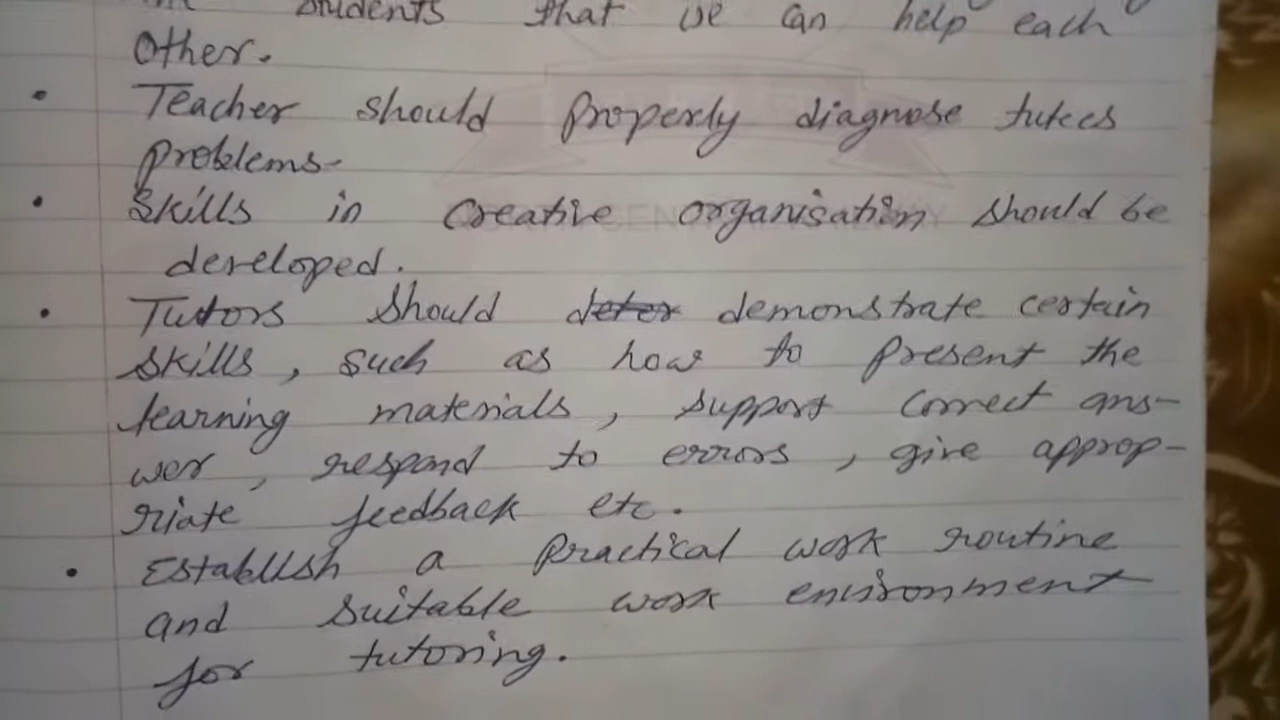 students that we can help each
other.
• Teacher should properly diagnose tutees
problems.
• Skills in creative organisation should be
developed.
• Tutors should demonstrate certain
skills, such as how to present the
learning materials, support correct ans-
wer, respond to errors, give approp-
riate feedback etc.
• Establish a practical work routine
and suitable work environment
for tutoring.